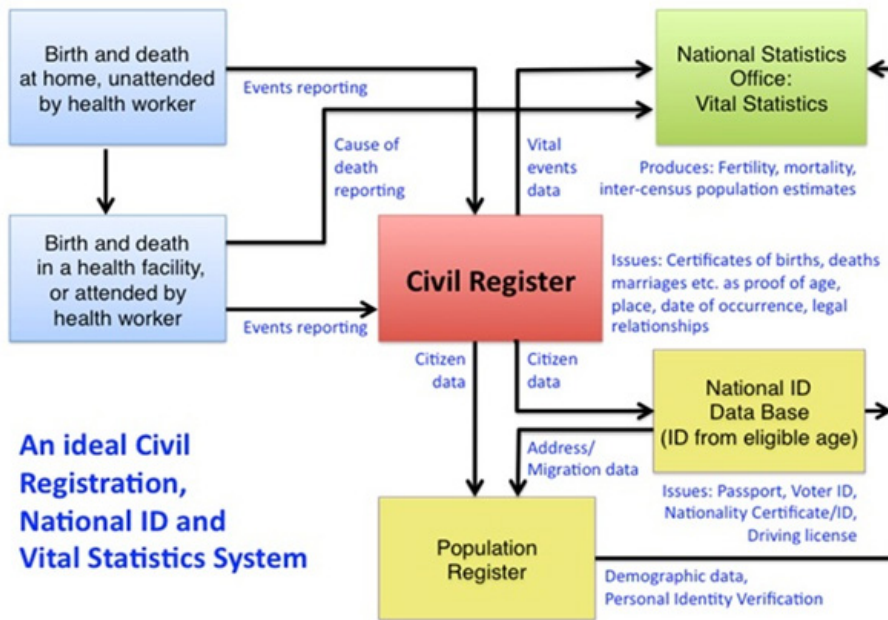 Birth and death
at home, unattended
by health worker
Events reporting
National Statistics
Office:
Vital Statistics
Cause of
death
reporting
Vital
events
data
Produces: Fertility, mortality,
inter-census population estimates
Birth and death
in a health facility,
or attended by
health worker
Events reporting
Civil Register
Issues: Certificates of births, deaths
marriages etc. as proof of age,
place, date of occurrence, legal
relationships
Citizen
data
Citizen
data
National ID
Data Base
(ID from eligible age)
Address/
Migration data
Issues: Passport, Voter ID,
Nationality Certificate/ID,
Driving license
An ideal Civil
Registration,
National ID and
Vital Statistics System
Population
Register
Demographic data,
Personal Identity Verification